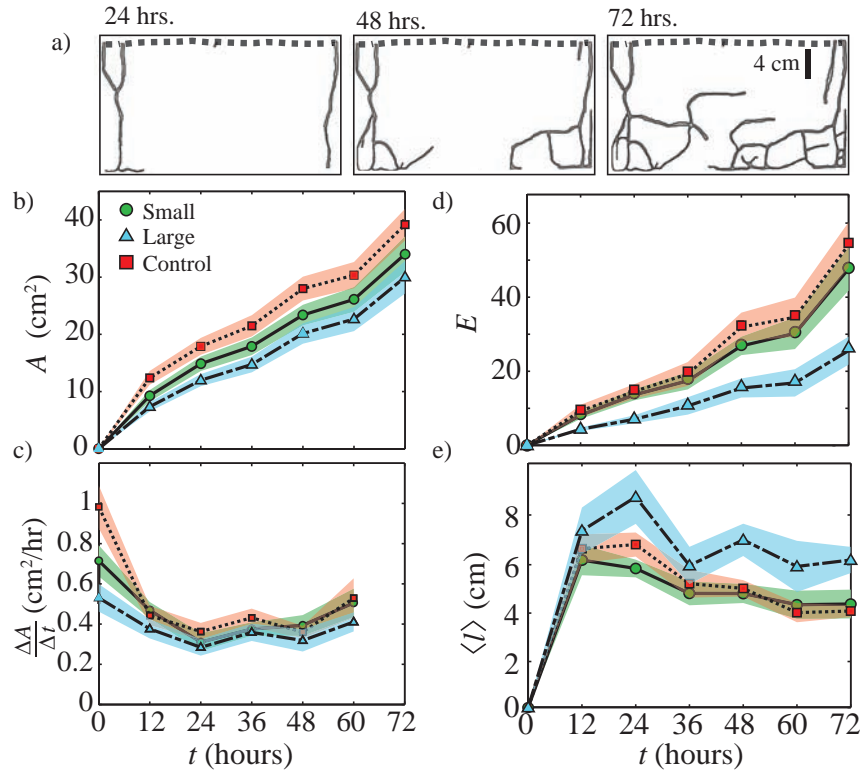 24 hrs.
48 hrs.
72 hrs.
a)
4 cm
b)
40
30
20
10
0
A (cm²)
Small
Large
Control
d)
60
40
20
0
E
c)
1
0.8
0.6
0.4
0.2
0
ΔA/Δt (cm²/hr)
0 12 24 36 48 60 72
t (hours)
e)
8
6
4
2
0
⟨l⟩ (cm)
0 12 24 36 48 60 72
t (hours)